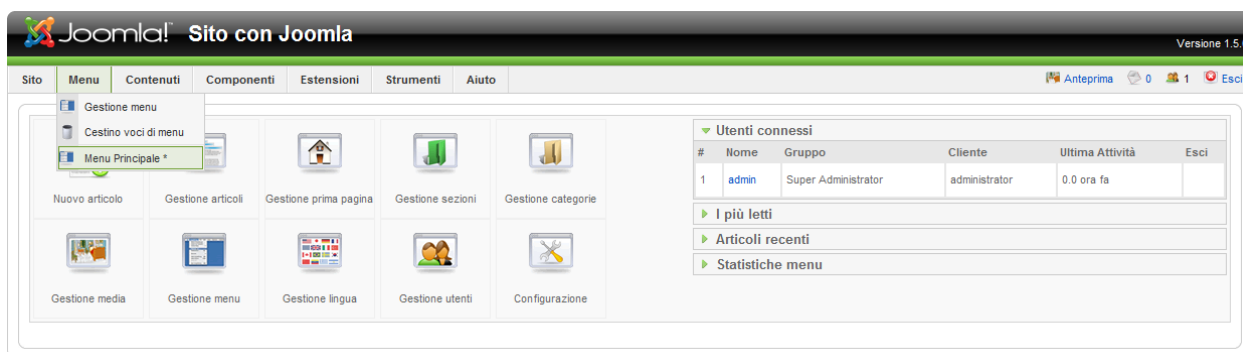 Joomla!™ Sito con Joomla
Versione 1.5.
Sito Menu Contenuti Componenti Estensioni Strumenti Aiuto Anteprima 0 1 Esci
Gestione menu
Cestino voci di menu
Menu Principale *
Nuovo articolo Gestione articoli Gestione prima pagina Gestione sezioni Gestione categorie
Gestione media Gestione menu Gestione lingua Gestione utenti Configurazione
Utenti connessi
# Nome Gruppo Cliente Ultima Attività Esci
1 admin Super Administrator administrator 0.0 ora fa
I più letti
Articoli recenti
Statistiche menu